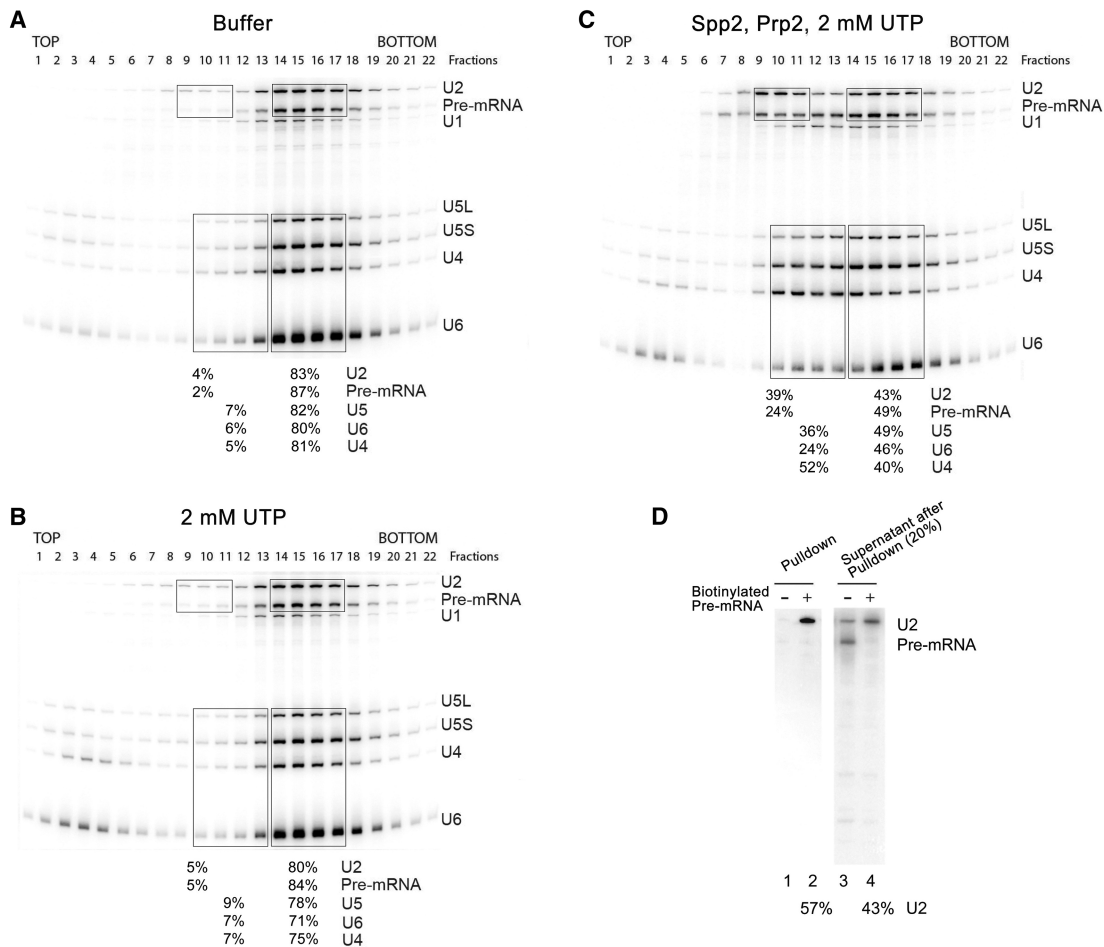 A
Buffer
TOP BOTTOM
1 2 3 4 5 6 7 8 9 10 11 12 13 14 15 16 17 18 19 20 21 22 Fractions
U2
Pre-mRNA
U1
U5L
U5S
U4
U6
4% 83% U2
2% 87% Pre-mRNA
7% 82% U5
6% 80% U6
5% 81% U4
B
2 mM UTP
TOP BOTTOM
1 2 3 4 5 6 7 8 9 10 11 12 13 14 15 16 17 18 19 20 21 22 Fractions
U2
Pre-mRNA
U1
U5L
U5S
U4
U6
5% 80% U2
5% 84% Pre-mRNA
9% 78% U5
7% 71% U6
7% 75% U4
C
Spp2, Prp2, 2 mM UTP
TOP BOTTOM
1 2 3 4 5 6 7 8 9 10 11 12 13 14 15 16 17 18 19 20 21 22 Fractions
U2
Pre-mRNA
U1
U5L
U5S
U4
U6
39% 43% U2
24% 49% Pre-mRNA
36% 49% U5
24% 46% U6
52% 40% U4
D
Pulldown
Supernatant after
Pulldown (20%)
Biotinylated
Pre-mRNA
– + – +
U2
Pre-mRNA
1 2 3 4
57% 43% U2